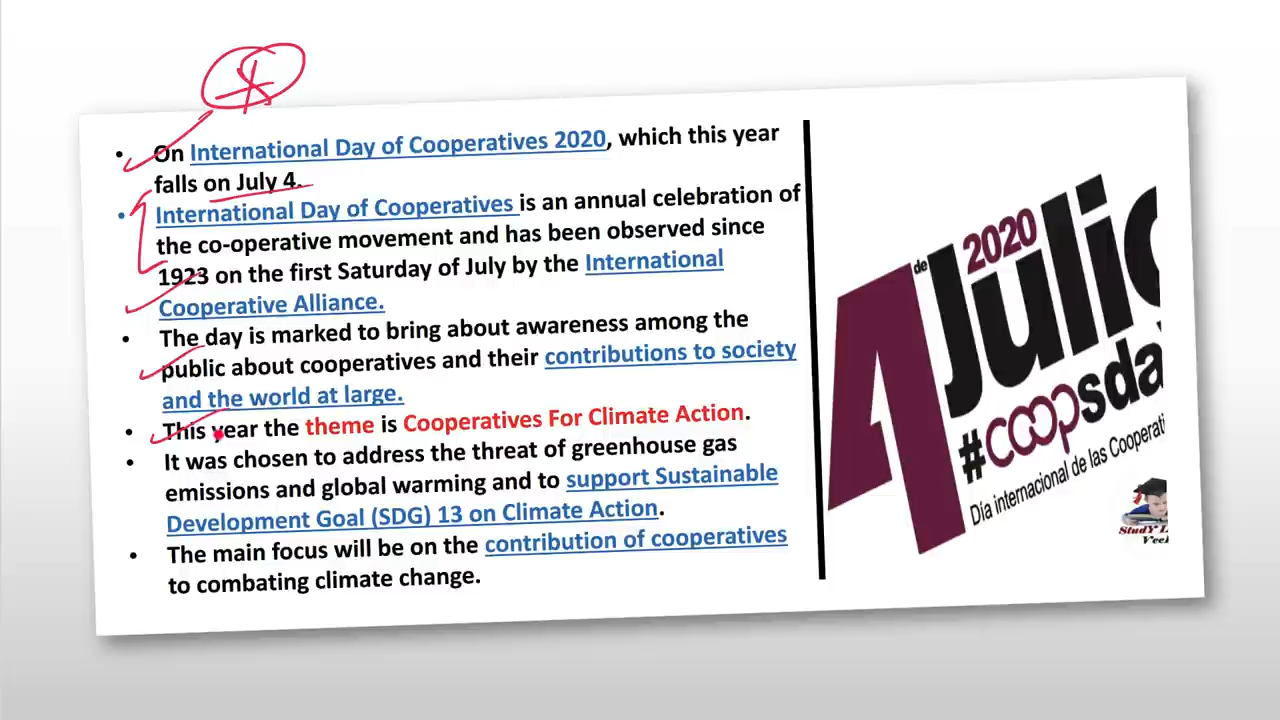 On International Day of Cooperatives 2020, which this year
falls on July 4.
International Day of Cooperatives is an annual celebration of
the co-operative movement and has been observed since
1923 on the first Saturday of July by the International
Cooperative Alliance.
The day is marked to bring about awareness among the
public about cooperatives and their contributions to society
and the world at large.
This year the theme is Cooperatives For Climate Action.
It was chosen to address the threat of greenhouse gas
emissions and global warming and to support Sustainable
Development Goal (SDG) 13 on Climate Action.
The main focus will be on the contribution of cooperatives
to combating climate change.
4 de Julio
2020
#coopsda
Día internacional de las Cooperati
StudY